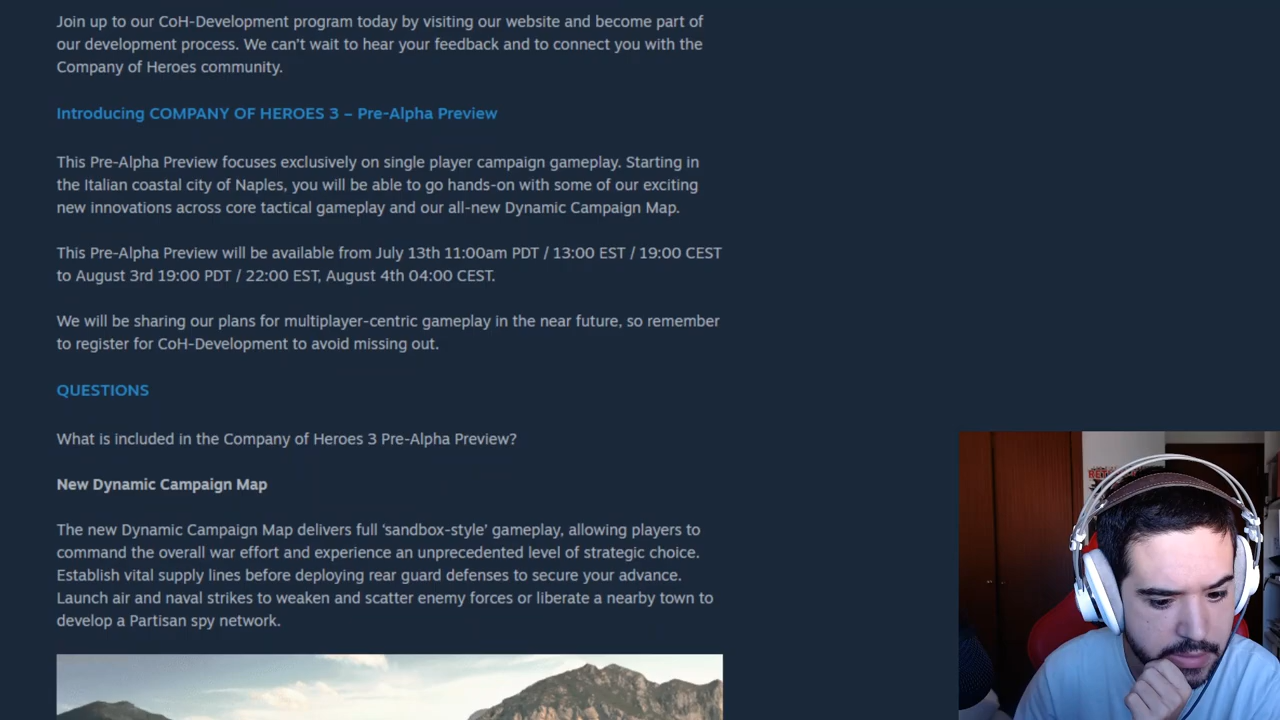 Join up to our CoH-Development program today by visiting our website and become part of
our development process. We can't wait to hear your feedback and to connect you with the
Company of Heroes community.
Introducing COMPANY OF HEROES 3 – Pre-Alpha Preview
This Pre-Alpha Preview focuses exclusively on single player campaign gameplay. Starting in
the Italian coastal city of Naples, you will be able to go hands-on with some of our exciting
new innovations across core tactical gameplay and our all-new Dynamic Campaign Map.
This Pre-Alpha Preview will be available from July 13th 11:00am PDT / 13:00 EST / 19:00 CEST
to August 3rd 19:00 PDT / 22:00 EST, August 4th 04:00 CEST.
We will be sharing our plans for multiplayer-centric gameplay in the near future, so remember
to register for CoH-Development to avoid missing out.
QUESTIONS
What is included in the Company of Heroes 3 Pre-Alpha Preview?
New Dynamic Campaign Map
The new Dynamic Campaign Map delivers full ‘sandbox-style’ gameplay, allowing players to
command the overall war effort and experience an unprecedented level of strategic choice.
Establish vital supply lines before deploying rear guard defenses to secure your advance.
Launch air and naval strikes to weaken and scatter enemy forces or liberate a nearby town to
develop a Partisan spy network.